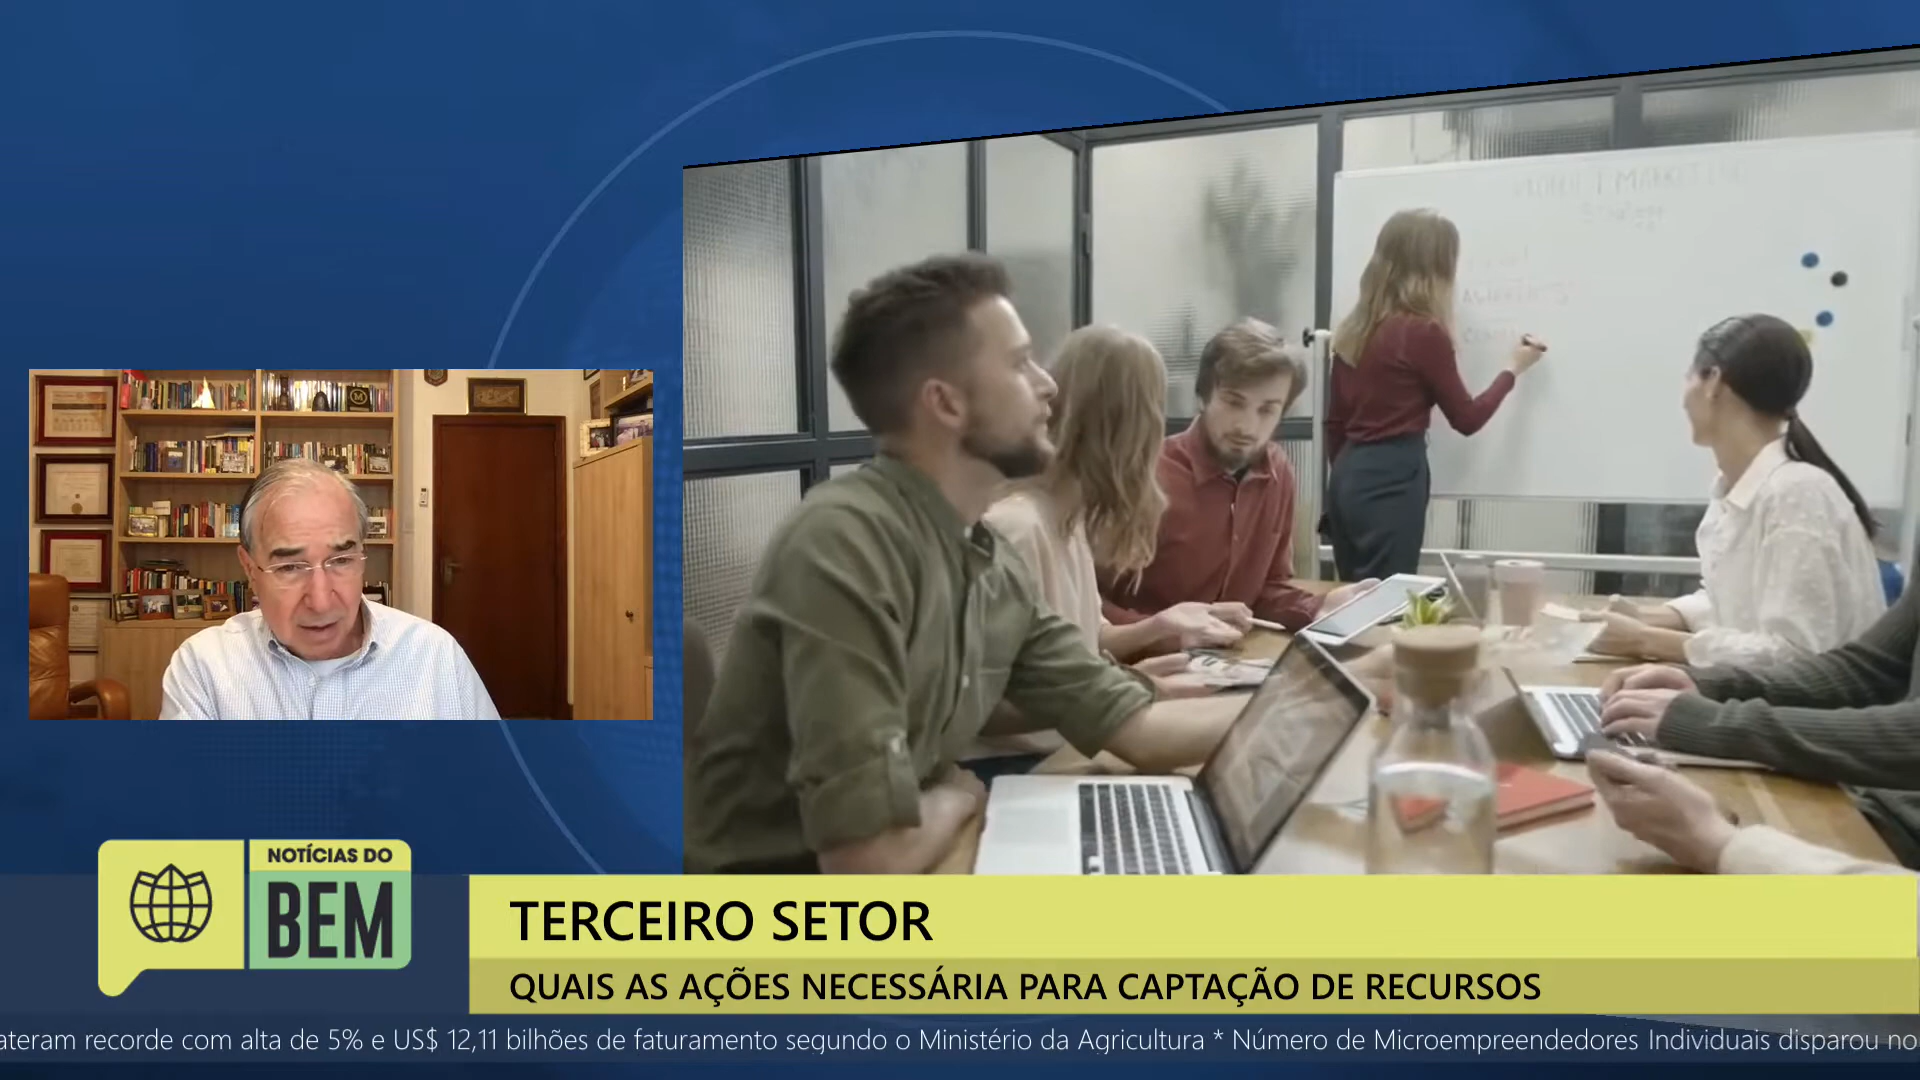 NOTÍCIAS DO
BEM
TERCEIRO SETOR
QUAIS AS AÇÕES NECESSÁRIA PARA CAPTAÇÃO DE RECURSOS
ateram recorde com alta de 5% e US$ 12,11 bilhões de faturamento segundo o Ministério da Agricultura * Número de Microempreendedores Individuais disparou no